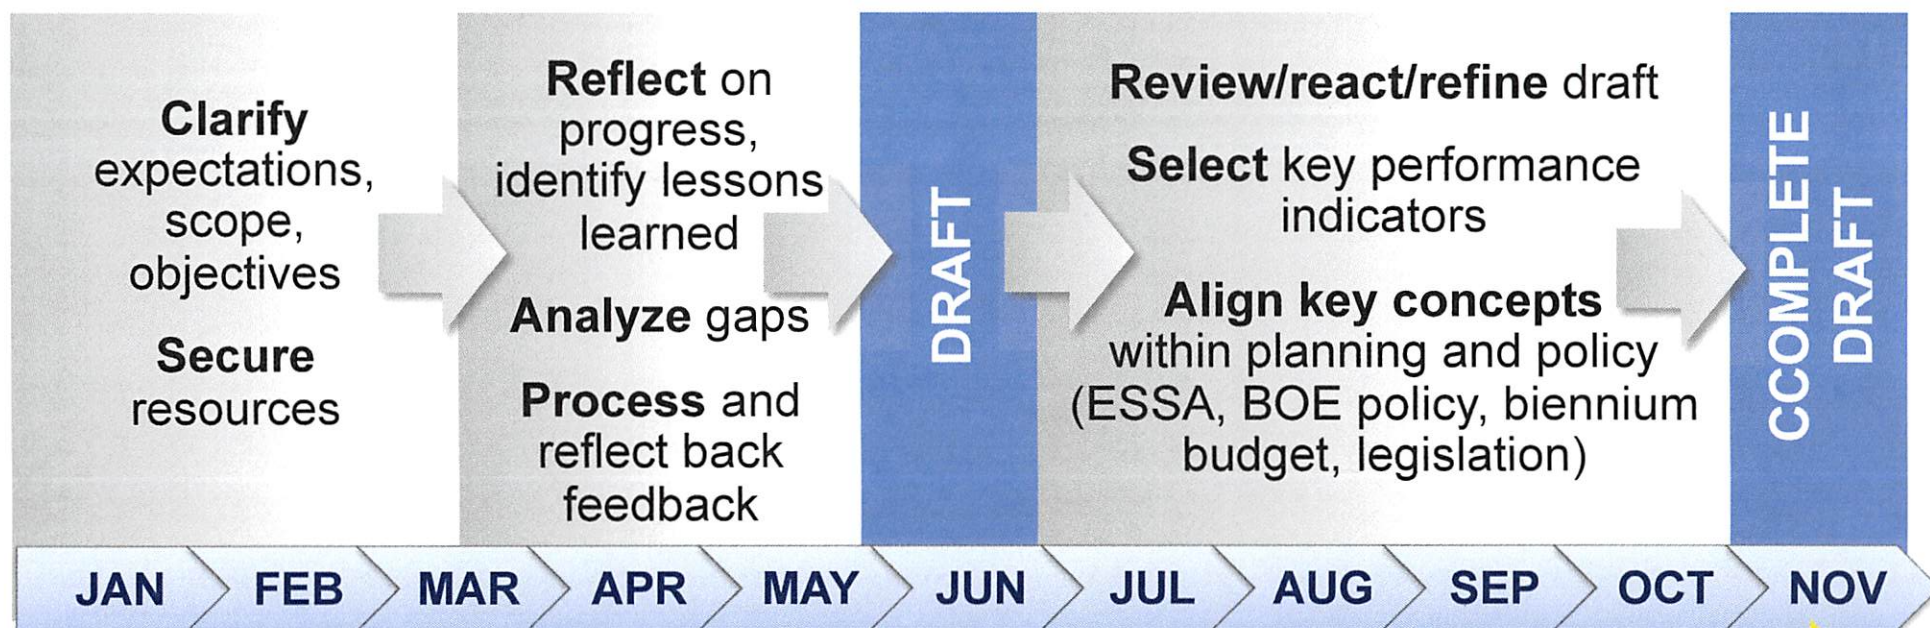 Clarify
expectations,
scope,
objectives
Secure
resources
Reflect on
progress,
identify lessons
learned
Analyze gaps
Process and
reflect back
feedback
DRAFT
Review/react/refine draft
Select key performance
indicators
Align key concepts
within planning and policy
(ESSA, BOE policy, biennium
budget, legislation)
CCOMPLETE
DRAFT
JAN FEB MAR APR MAY JUN JUL AUG SEP OCT NOV